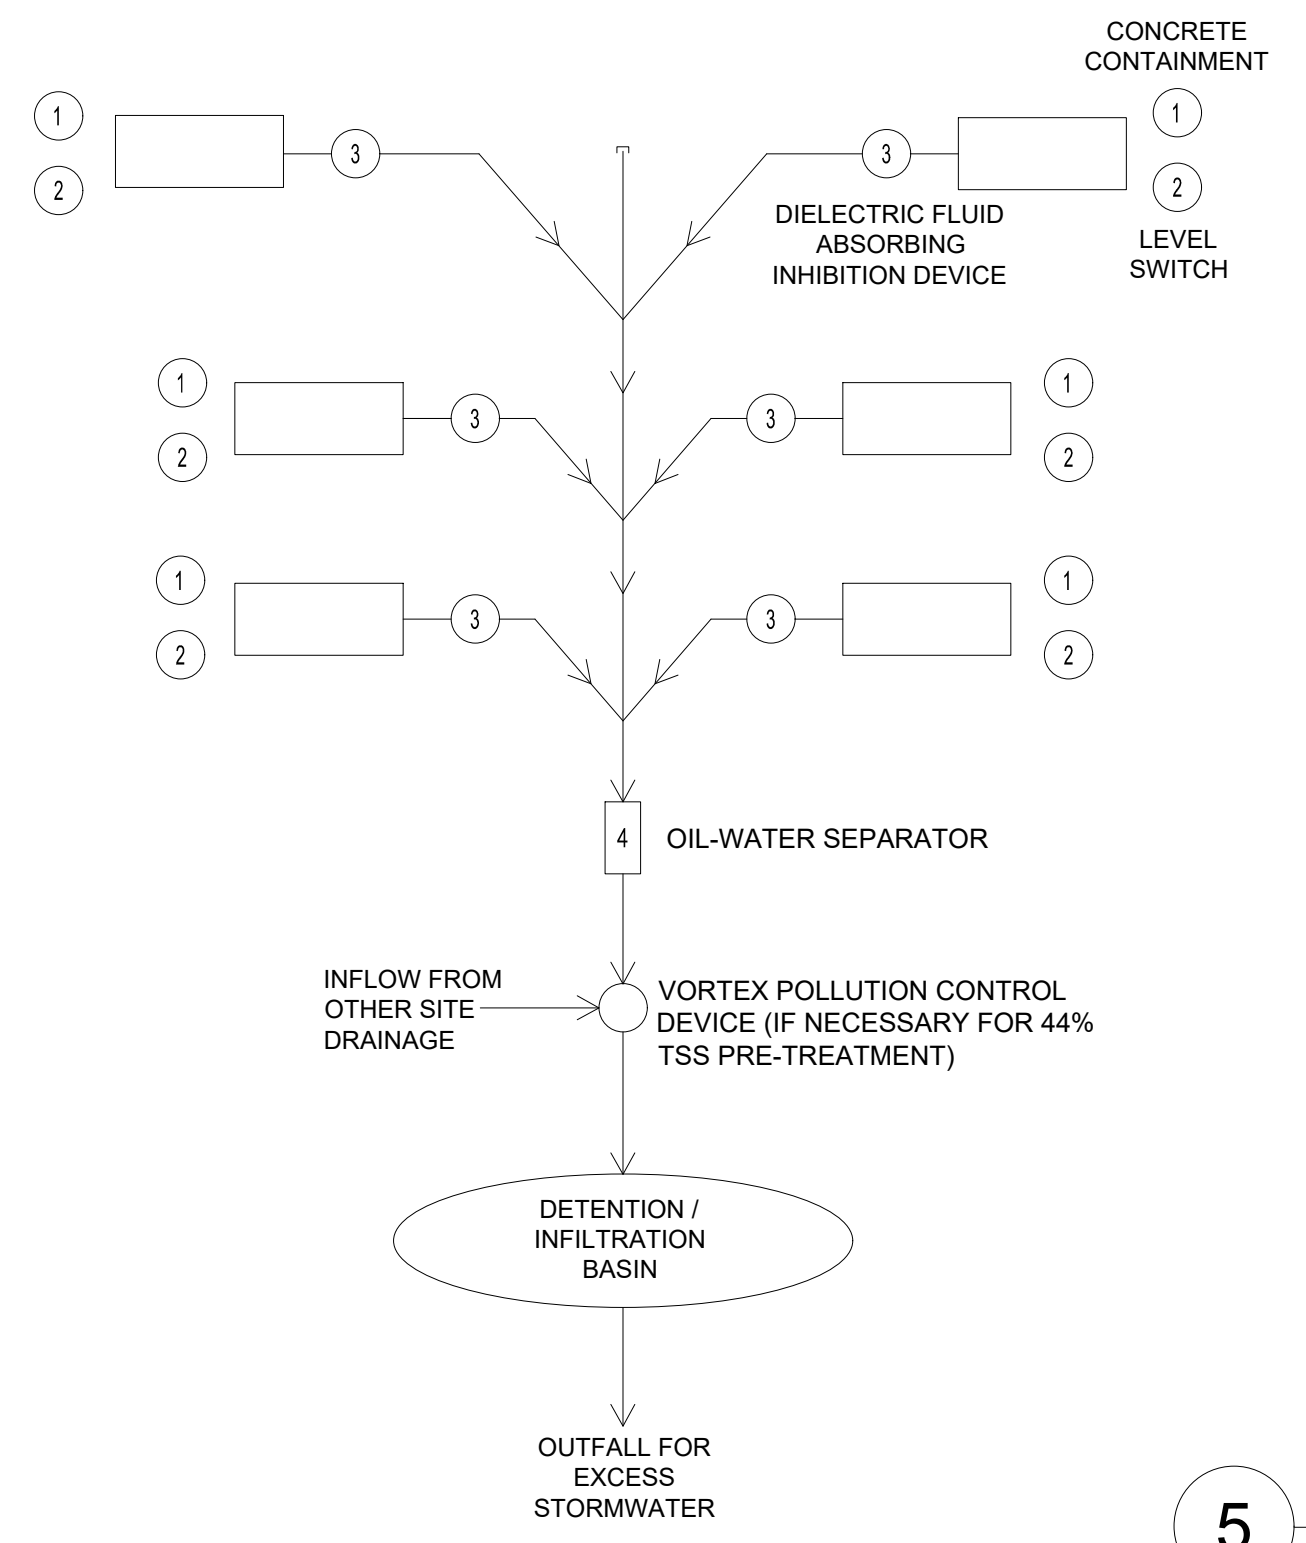 CONCRETE
CONTAINMENT
1
3
3
1
2
2
DIELECTRIC FLUID
ABSORBING
INHIBITION DEVICE
LEVEL
SWITCH
1
3
3
1
2
2
1
3
3
1
2
2
4
OIL-WATER SEPARATOR
INFLOW FROM
OTHER SITE
DRAINAGE
VORTEX POLLUTION CONTROL
DEVICE (IF NECESSARY FOR 44%
TSS PRE-TREATMENT)
DETENTION /
INFILTRATION
BASIN
OUTFALL FOR
EXCESS
STORMWATER
5